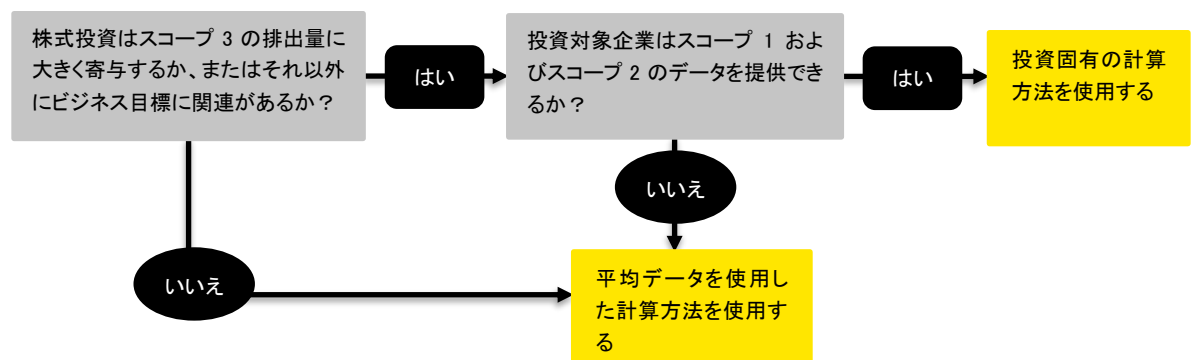 株式投資はスコープ 3 の排出量に
大きく寄与するか、またはそれ以外
にビジネス目標に関連があるか？
はい
投資対象企業はスコープ 1 およ
びスコープ 2 のデータを提供でき
るか？
はい
投資固有の計算
方法を使用する
いいえ
いいえ
平均データを使用し
た計算方法を使用す
る